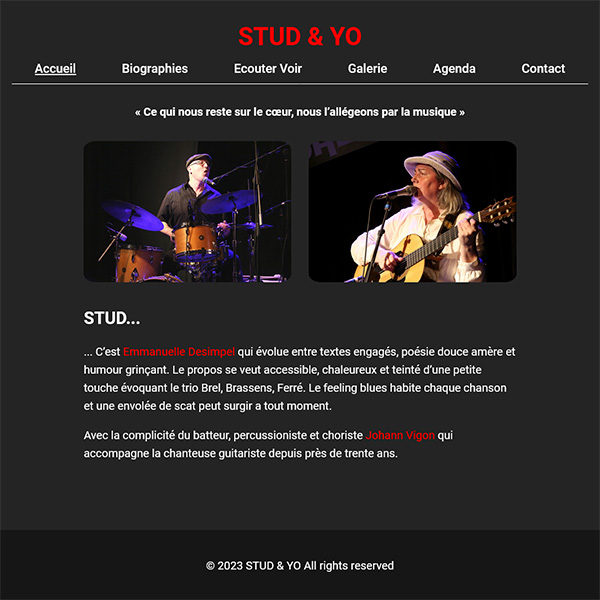 STUD & YO
Accueil Biographies Ecouter Voir Galerie Agenda Contact
« Ce qui nous reste sur le cœur, nous l’allégeons par la musique »
STUD...
... C’est Emmanuelle Desimpel qui évolue entre textes engagés, poésie douce amère et
humour grinçant. Le propos se veut accessible, chaleureux et teinté d’une petite
touche évoquant le trio Brel, Brassens, Ferré. Le feeling blues habite chaque chanson
et une envolée de scat peut surgir a tout moment.
Avec la complicité du batteur, percussioniste et choriste Johann Vigon qui
accompagne la chanteuse guitariste depuis près de trente ans.
© 2023 STUD & YO All rights reserved